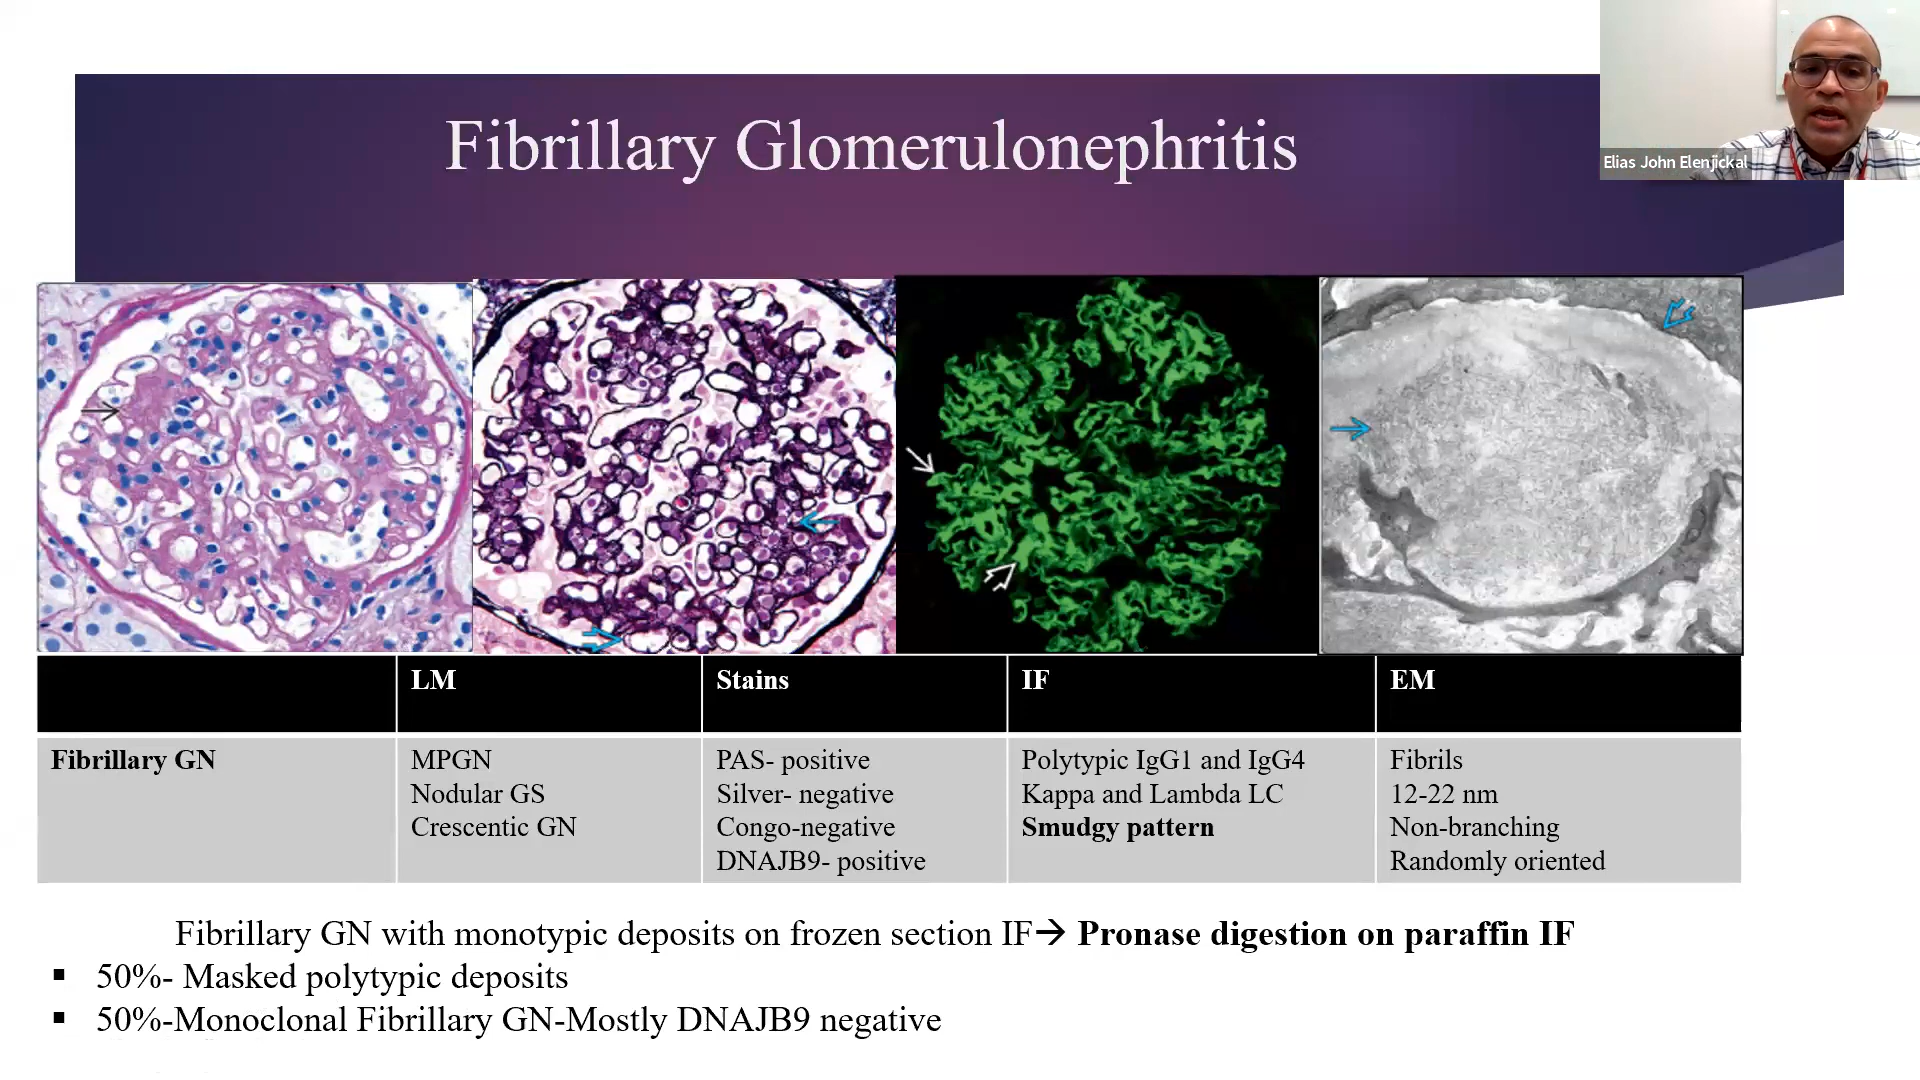 Fibrillary Glomerulonephritis
Elias John Elenjickal
LM
Stains
IF
EM
Fibrillary GN
MPGN
Nodular GS
Crescentic GN
PAS- positive
Silver- negative
Congo-negative
DNAJB9- positive
Polytypic IgG1 and IgG4
Kappa and Lambda LC
Smudgy pattern
Fibrils
12-22 nm
Non-branching
Randomly oriented
Fibrillary GN with monotypic deposits on frozen section IF→ Pronase digestion on paraffin IF
▪ 50%- Masked polytypic deposits
▪ 50%-Monoclonal Fibrillary GN-Mostly DNAJB9 negative